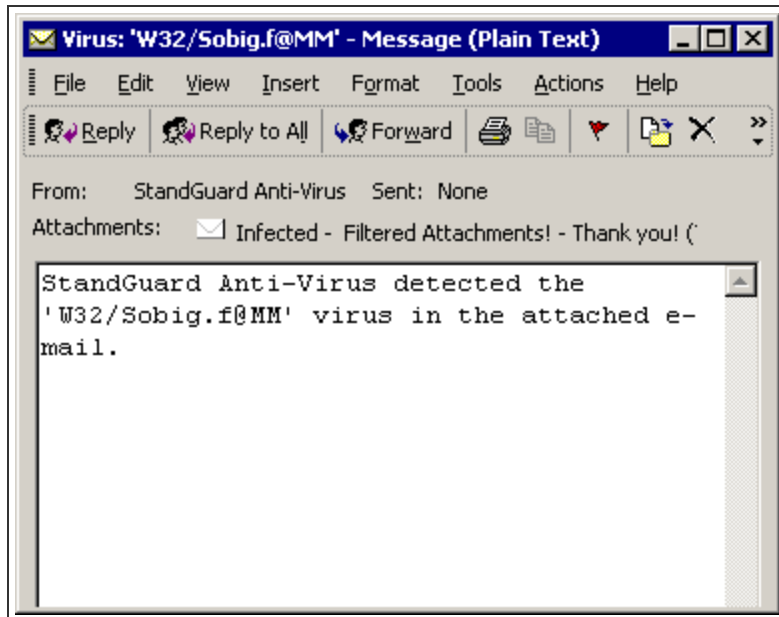 Virus: 'W32/Sobig.f@MM' - Message (Plain Text)
File Edit View Insert Format Tools Actions Help
Reply Reply to All Forward
From: StandGuard Anti-Virus Sent: None
Attachments: Infected - Filtered Attachments! - Thank you! (
StandGuard Anti-Virus detected the
'W32/Sobig.f@MM' virus in the attached e-
mail.